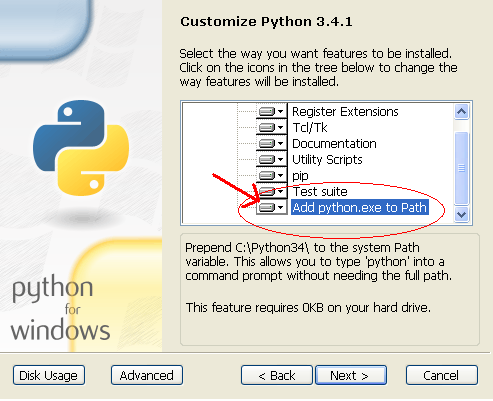 Customize Python 3.4.1
Select the way you want features to be installed.
Click on the icons in the tree below to change the
way features will be installed.
Register Extensions
Tcl/Tk
Documentation
Utility Scripts
pip
Test suite
Add python.exe to Path
Prepend C:\Python34\ to the system Path
variable. This allows you to type 'python' into a
command prompt without needing the full path.
This feature requires 0KB on your hard drive.
python
for
windows
Disk Usage
Advanced
< Back
Next >
Cancel